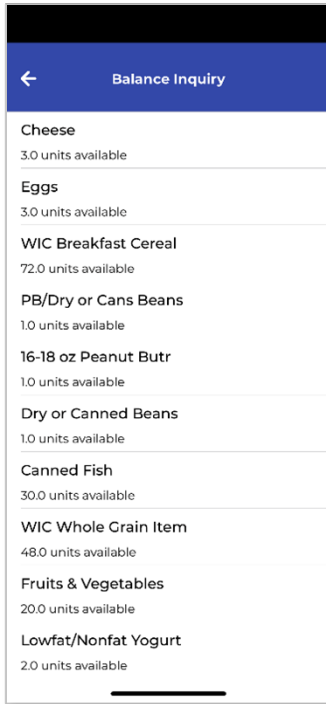 Balance Inquiry
Cheese
3.0 units available
Eggs
3.0 units available
WIC Breakfast Cereal
72.0 units available
PB/Dry or Cans Beans
1.0 units available
16-18 oz Peanut Butr
1.0 units available
Dry or Canned Beans
1.0 units available
Canned Fish
30.0 units available
WIC Whole Grain Item
48.0 units available
Fruits & Vegetables
20.0 units available
Lowfat/Nonfat Yogurt
2.0 units available